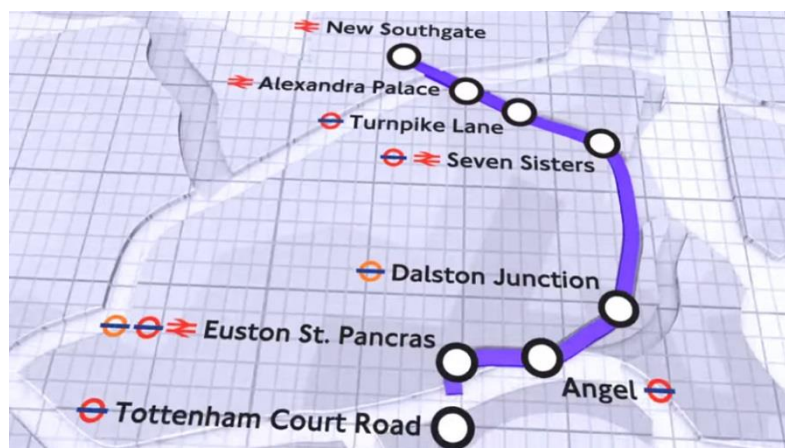 New Southgate
Alexandra Palace
Turnpike Lane
Seven Sisters
Dalston Junction
Euston St. Pancras
Angel
Tottenham Court Road